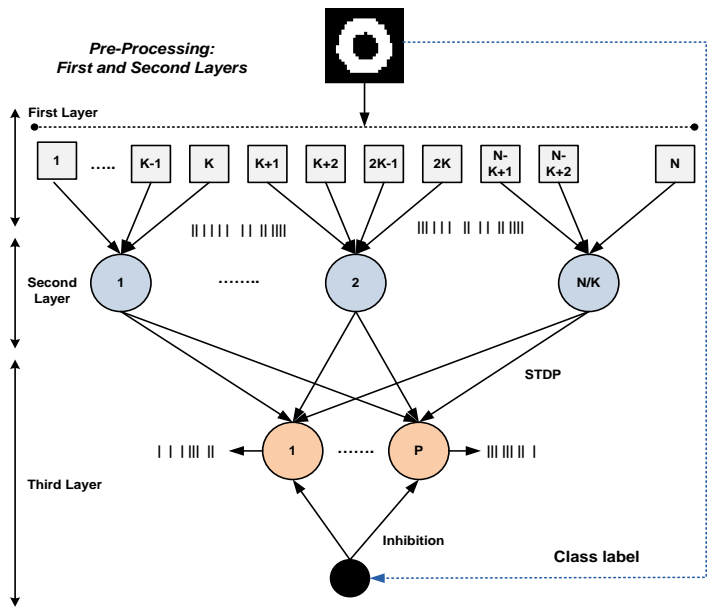 Pre-Processing:
First and Second Layers
First Layer
1
.....
K-1
K
K+1
K+2
2K-1
2K
N-
K+1
N-
K+2
N
Second
Layer
1
........
2
N/K
STDP
1
.......
P
Third Layer
Inhibition
Class label